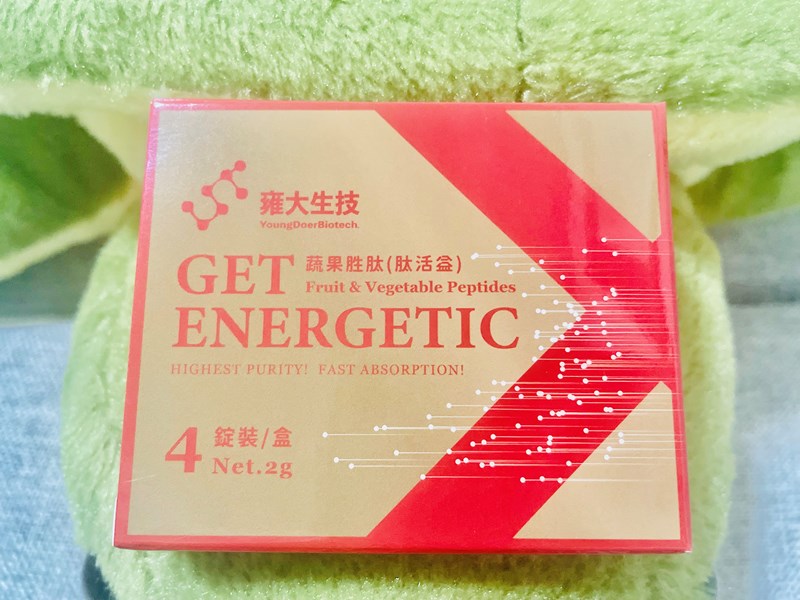 雍大生技
YoungDoerBiotech.
GET
蔬果胜肽(肽活益)
Fruit & Vegetable Peptides
ENERGETIC
HIGHEST PURITY! FAST ABSORPTION!
4 錠裝/盒
Net.2g